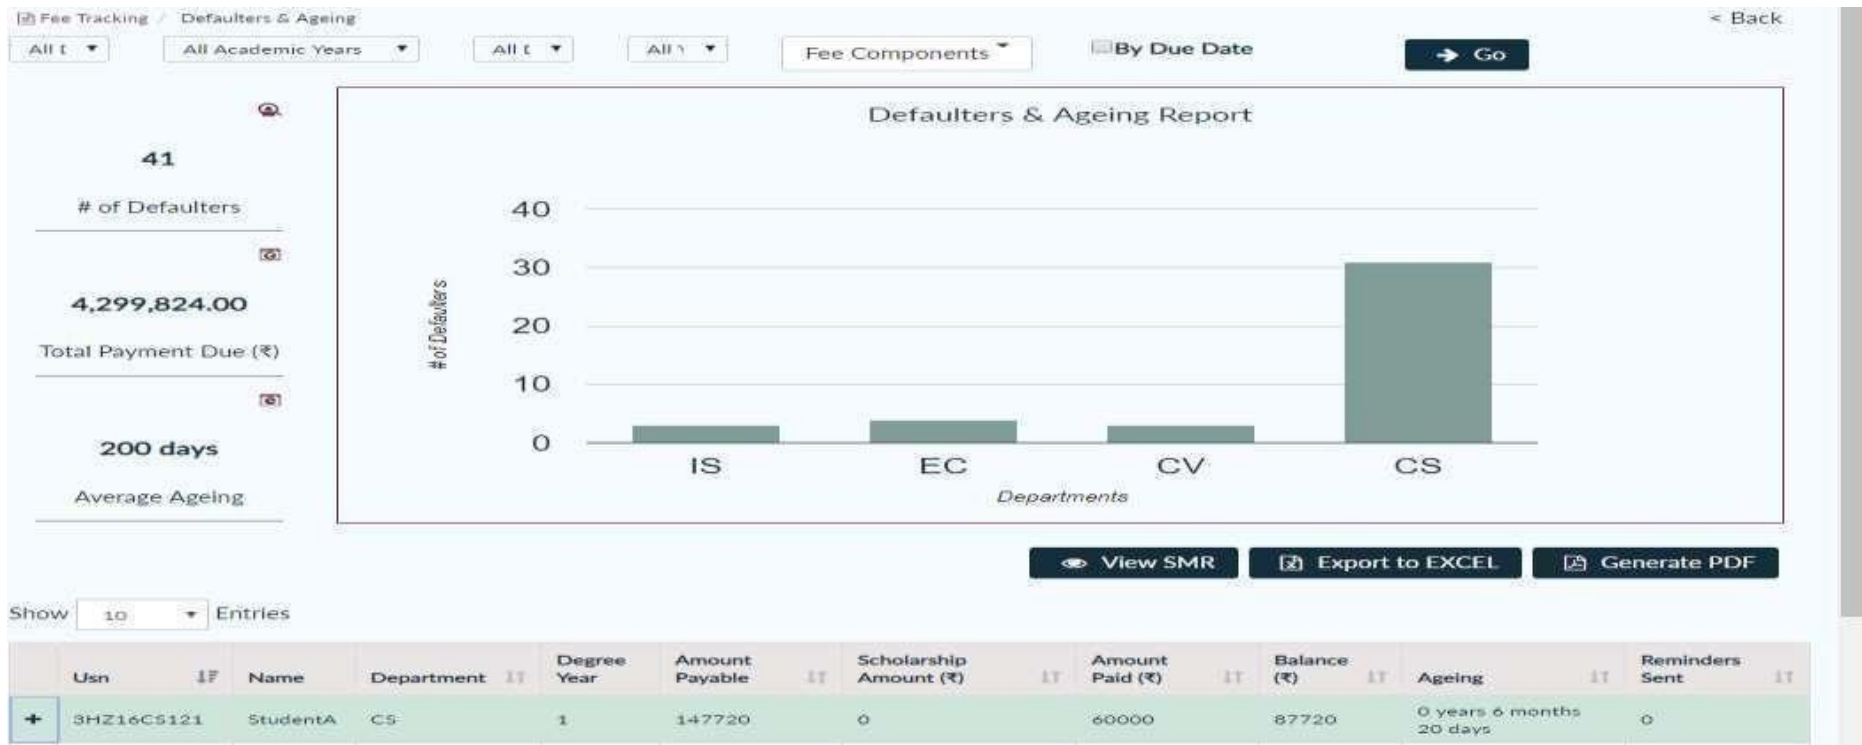 Fee Tracking / Defaulters & Ageing
< Back
All
All Academic Years
All
All
Fee Components
By Due Date
Go
41
# of Defaulters
4,299,824.00
Total Payment Due (₹)
200 days
Average Ageing
Defaulters & Ageing Report
40
30
20
10
0
# of Defaulters
IS EC CV CS
Departments
View SMR
Export to EXCEL
Generate PDF
Show 10 Entries
Usn Name Department Degree Year Amount Payable Scholarship Amount (₹) Amount Paid (₹) Balance (₹) Ageing Reminders Sent
+ 3HZ16CS121 StudentA CS 1 147720 0 60000 87720 0 years 6 months 20 days 0